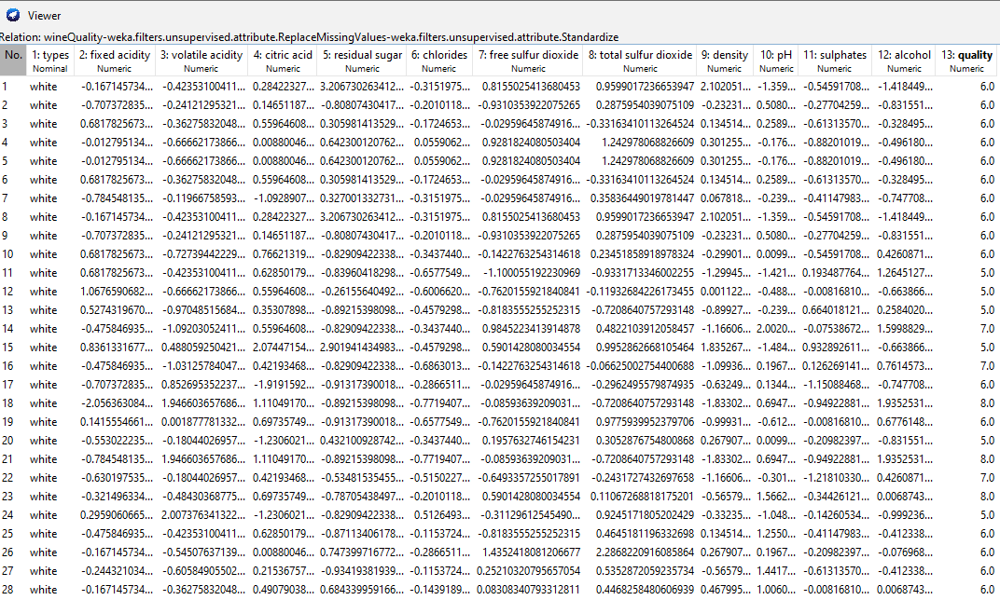 Viewer
Relation: wineQuality-weka.filters.unsupervised.attribute.ReplaceMissingValues-weka.filters.unsupervised.attribute.Standardize
No. 1: types 2: fixed acidity 3: volatile acidity 4: citric acid 5: residual sugar 6: chlorides 7: free sulfur dioxide 8: total sulfur dioxide 9: density 10: pH 11: sulphates 12: alcohol 13: quality
Nominal Numeric Numeric Numeric Numeric Numeric Numeric Numeric Numeric Numeric Numeric Numeric Numeric
1 white -0.167145734... -0.42353100411... 0.28422327... 3.206730263412... -0.3151975... 0.8155025413680453 0.9599017236653947 2.102051... -1.359... -0.54591708... -1.418449... 6.0
2 white -0.707372835... -0.24121295321... 0.14651187... -0.80807430417... -0.2010118... -0.9310353922075265 0.2875954039075109 -0.23231... 0.5080... -0.27704259... -0.831551... 6.0
3 white 0.6817825673... -0.36275832048... 0.55964608... 0.305981413529... -0.1724653... -0.02959645874916... -0.33163410113264524 0.134514... 0.2589... -0.61313570... -0.328495... 6.0
4 white -0.012795134... -0.66662173866... 0.00880046... 0.642300120762... 0.0559062... 0.9281824080503404 1.242978068826609 0.301255... -0.176... -0.88201019... -0.496180... 6.0
5 white -0.012795134... -0.66662173866... 0.00880046... 0.642300120762... 0.0559062... 0.9281824080503404 1.242978068826609 0.301255... -0.176... -0.88201019... -0.496180... 6.0
6 white 0.6817825673... -0.36275832048... 0.55964608... 0.305981413529... -0.1724653... -0.02959645874916... -0.33163410113264524 0.134514... 0.2589... -0.61313570... -0.328495... 6.0
7 white -0.784548135... -0.11966758593... -1.0928907... 0.327001332731... -0.3151975... -0.02959645874916... 0.35836449019781447 0.067818... -0.239... -0.41147983... -0.747708... 6.0
8 white -0.167145734... -0.42353100411... 0.28422327... 3.206730263412... -0.3151975... 0.8155025413680453 0.9599017236653947 2.102051... -1.359... -0.54591708... -1.418449... 6.0
9 white -0.707372835... -0.24121295321... 0.14651187... -0.80807430417... -0.2010118... -0.9310353922075265 0.2875954039075109 -0.23231... 0.5080... -0.27704259... -0.831551... 6.0
10 white 0.6817825673... -0.72739442229... 0.76621319... -0.82909422338... -0.3437440... -0.1422763254314618 0.23451858918978324 -0.29901... 0.0099... -0.54591708... 0.4260871... 6.0
11 white 0.6817825673... -0.42353100411... 0.62850179... -0.83960418298... -0.6577549... -1.100055192230969 -0.9331713346002255 -1.29945... -1.421... 0.193487764... 1.2645127... 5.0
12 white 1.0676590682... -0.66662173866... 0.55964608... -0.26155640492... -0.6006620... -0.7620155921840841 -0.11932684226173455 0.001122... -0.488... -0.00816810... -0.663866... 5.0
13 white 0.5274319670... -0.97048515684... 0.35307898... -0.89215398098... -0.4579298... -0.8183555255252315 -0.7208640757293148 -0.89927... -0.239... 0.664018121... 0.2584020... 5.0
14 white -0.475846935... -1.09203052411... 0.55964608... -0.82909422338... -0.3437440... 0.9845223413914878 0.4822103912058457 -1.16606... 2.0020... -0.07538672... 1.5998829... 7.0
15 white 0.8361331677... 0.488059250421... 2.07447154... 2.901941434983... -0.4579298... 0.5901428080034554 0.9952862668105464 1.835267... -1.484... 0.932892611... -0.663866... 5.0
16 white -0.475846935... -1.03125784047... 0.42193468... -0.82909422338... -0.6863013... -0.1422763254314618 -0.06625002754400688 -1.09936... 0.1967... 0.126269141... 0.7614573... 7.0
17 white -0.707372835... 0.852695352237... -1.9191592... -0.91317390018... -0.2866511... -0.02959645874916... -0.2962495579874935 -0.63249... 0.1344... -1.15088468... -0.747708... 6.0
18 white -2.056363084... 1.946603657686... 1.11049170... -0.89215398098... -0.7719407... -0.08593639209031... -0.7208640757293148 -1.83302... 0.6947... -0.94922881... 1.9352531... 8.0
19 white 0.1415554661... 0.001877781332... 0.69735749... -0.91317390018... -0.6577549... -0.7620155921840841 0.9775939952379706 -0.99931... -0.612... -0.00816810... 0.6776148... 6.0
20 white -0.553022235... -0.18044026957... -1.2306021... 0.432100928742... -0.3437440... 0.1957632746154231 0.3052876754800868 0.267907... 0.0099... -0.20982397... -0.831551... 5.0
21 white -0.784548135... 1.946603657686... 1.11049170... -0.89215398098... -0.7719407... -0.08593639209031... -0.7208640757293148 -1.83302... 0.6947... -0.94922881... 1.9352531... 8.0
22 white -0.630197535... -0.18044026957... 0.42193468... -0.53481535455... -0.5150227... -0.6493357255017891 -0.2431727432697658 -1.16606... -0.301... -1.21810330... 0.4260871... 7.0
23 white -0.321496334... -0.48430368775... 0.69735749... -0.78705438497... -0.2010118... 0.5901428080034554 0.11067268818175201 -0.56579... 1.5662... -0.34426121... 0.0068743... 8.0
24 white 0.2959060665... 2.007376341322... -1.2306021... -0.82909422338... 0.5126493... -0.31129612545490... 0.9245171805202429 -0.33235... -1.048... -0.14260534... -0.999236... 5.0
25 white -0.475846935... -0.42353100411... 0.62850179... -0.87113406178... -0.1153724... -0.8183555255252315 0.4645181196332698 0.134514... 1.2550... -0.41147983... -0.412338... 6.0
26 white -0.167145734... -0.54507637139... 0.00880046... 0.747399716772... -0.2866511... 1.4352418081206677 2.2868220916085864 0.267907... 0.1967... -0.20982397... -0.076968... 6.0
27 white -0.244321034... -0.60584905502... 0.21536757... -0.93419381939... -0.1153724... 0.25210320795657054 0.5352872059235734 -0.56579... 1.4417... -0.61313570... -0.412338... 6.0
28 white -0.167145734... -0.36275832048... 0.49079038... 0.684339959166... -0.1439189... 0.08308340793312811 0.4468258480606939 0.467995... 1.0060... -0.00816810... 0.0068743... 6.0